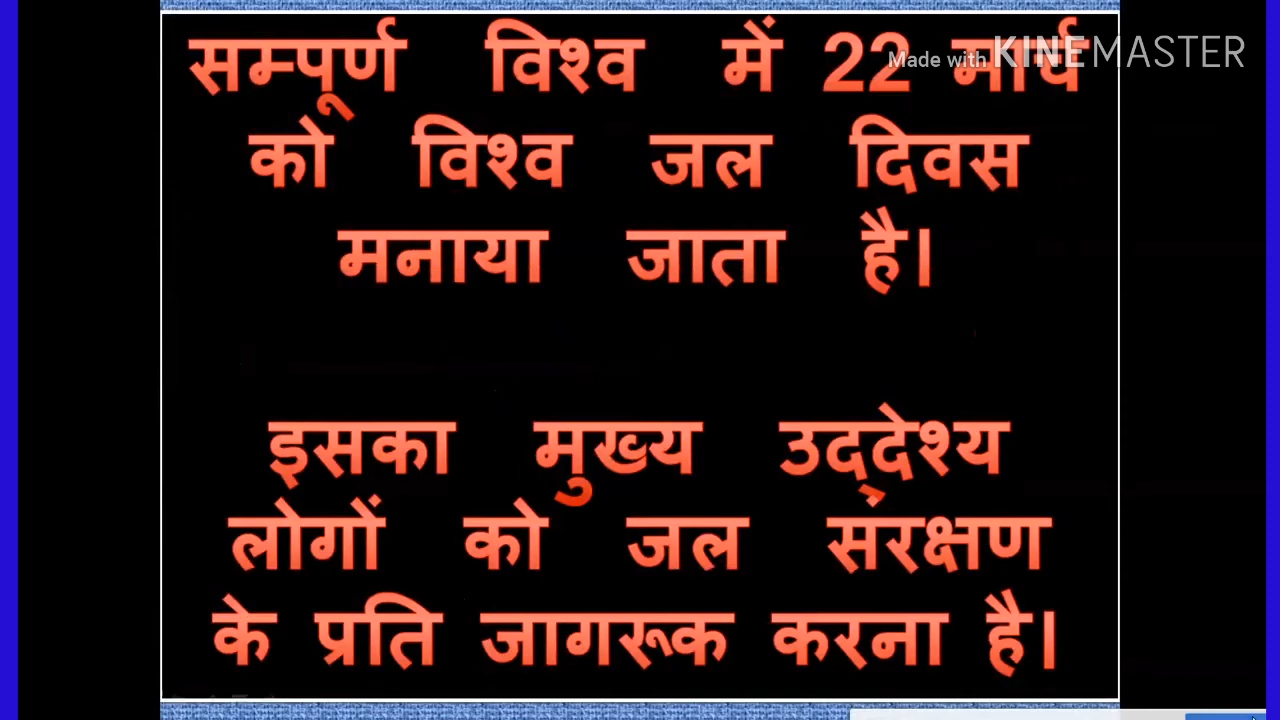 सम्पूर्ण विश्व में 22 मार्च
Made with KINEMASTER
को विश्व जल दिवस
मनाया जाता है।
इसका मुख्य उद्देश्य
लोगों को जल संरक्षण
के प्रति जागरूक करना है।